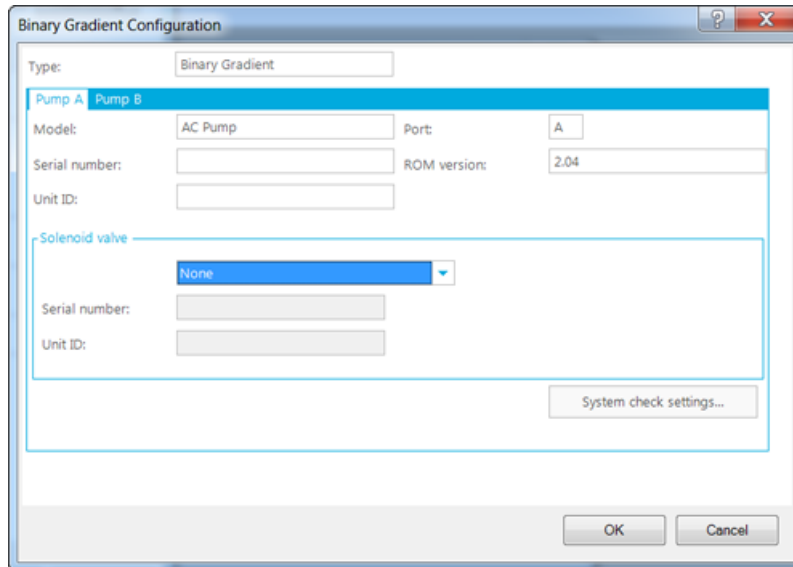 Binary Gradient Configuration
Type: Binary Gradient
Pump A Pump B
Model: AC Pump Port: A
Serial number: ROM version: 2.04
Unit ID:
Solenoid valve
None
Serial number:
Unit ID:
System check settings...
OK Cancel